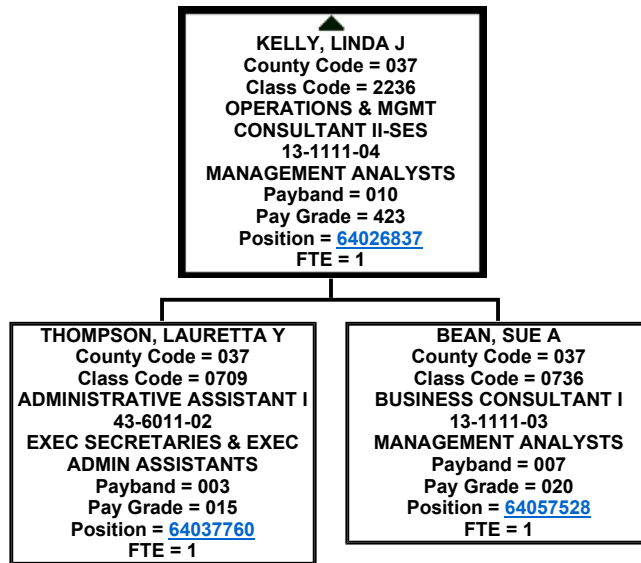 KELLY, LINDA J
County Code = 037
Class Code = 2236
OPERATIONS & MGMT
CONSULTANT II-SES
13-1111-04
MANAGEMENT ANALYSTS
Payband = 010
Pay Grade = 423
Position = 64026837
FTE = 1
THOMPSON, LAURETTA Y
County Code = 037
Class Code = 0709
ADMINISTRATIVE ASSISTANT I
43-6011-02
EXEC SECRETARIES & EXEC
ADMIN ASSISTANTS
Payband = 003
Pay Grade = 015
Position = 64037760
FTE = 1
BEAN, SUE A
County Code = 037
Class Code = 0736
BUSINESS CONSULTANT I
13-1111-03
MANAGEMENT ANALYSTS
Payband = 007
Pay Grade = 020
Position = 64057528
FTE = 1